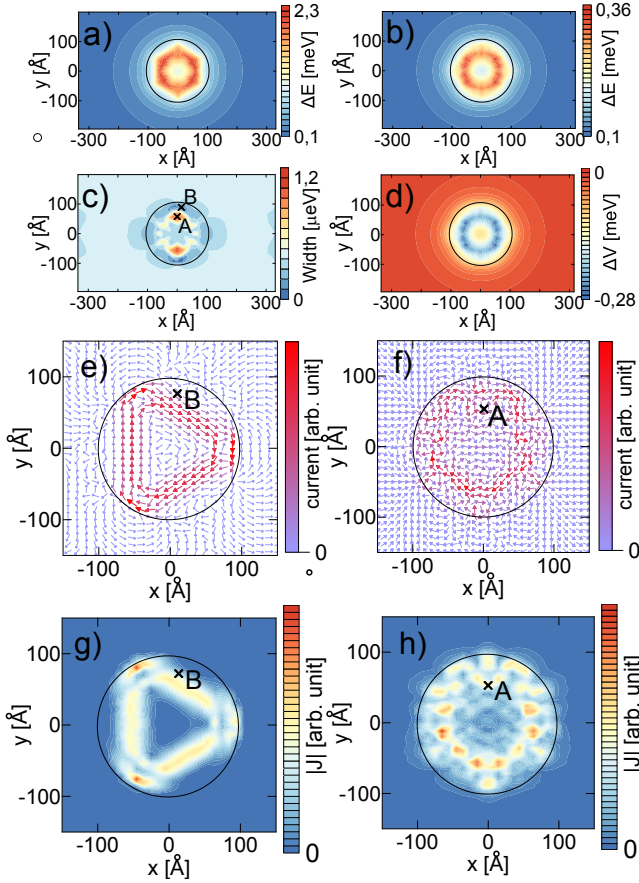 a) 100 0 -100 y [Å] -300 -100 0 100 300 x [Å] 2,3 0,1 ΔE [meV]
b) 100 0 -100 y [Å] -300 -100 0 100 300 x [Å] 0,36 0,1 ΔE [meV]
c) B A 100 0 -100 y [Å] -300 -100 0 100 300 x [Å] 1,2 0 Width [μeV]
d) 100 0 -100 y [Å] -300 -100 0 100 300 x [Å] 0 -0,28 ΔV
e) B 100 0 -100 y [Å] -100 0 100 x [Å] current [arb. unit] 0
f) A 100 0 -100 y [Å] -100 0 100 x [Å] current [arb. unit] 0
g) B 100 0 -100 y [Å] -100 0 100 x [Å] |J| [arb. unit] 0
h) A 100 0 -100 y [Å] -100 0 100 x [Å] |J| [arb. unit] 0